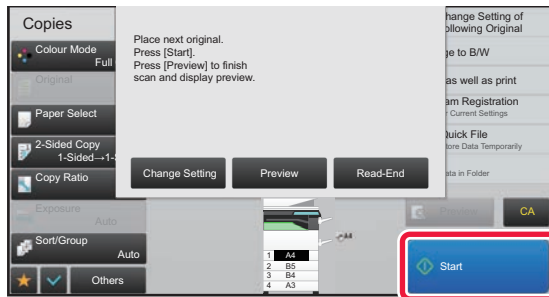 Copies
Colour Mode
Full
Original
Paper Select
2-Sided Copy
1-Sided→1-
Copy Ratio
Exposure
Auto
Sort/Group
Auto
Others
Place next original.
Press [Start].
Press [Preview] to finish
scan and display preview.
Change Setting
Preview
Read-End
1 A4
2 B5
3 B4
4 A3
A4
hange Setting of
ollowing Original
ge to B/W
as well as print
am Registration
Current Settings
Quick File
tore Data Temporarily
ata in Folder
Preview
CA
Start